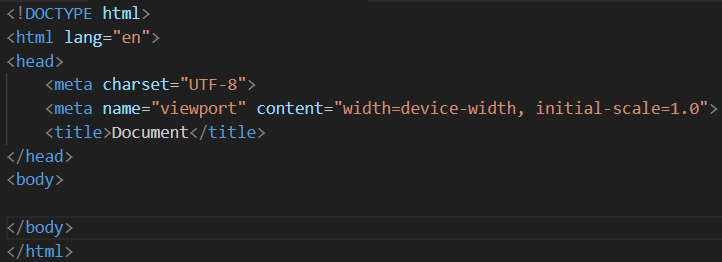 <!DOCTYPE html>
<html lang="en">
<head>
    <meta charset="UTF-8">
    <meta name="viewport" content="width=device-width, initial-scale=1.0">
    <title>Document</title>
</head>
<body>

</body>
</html>